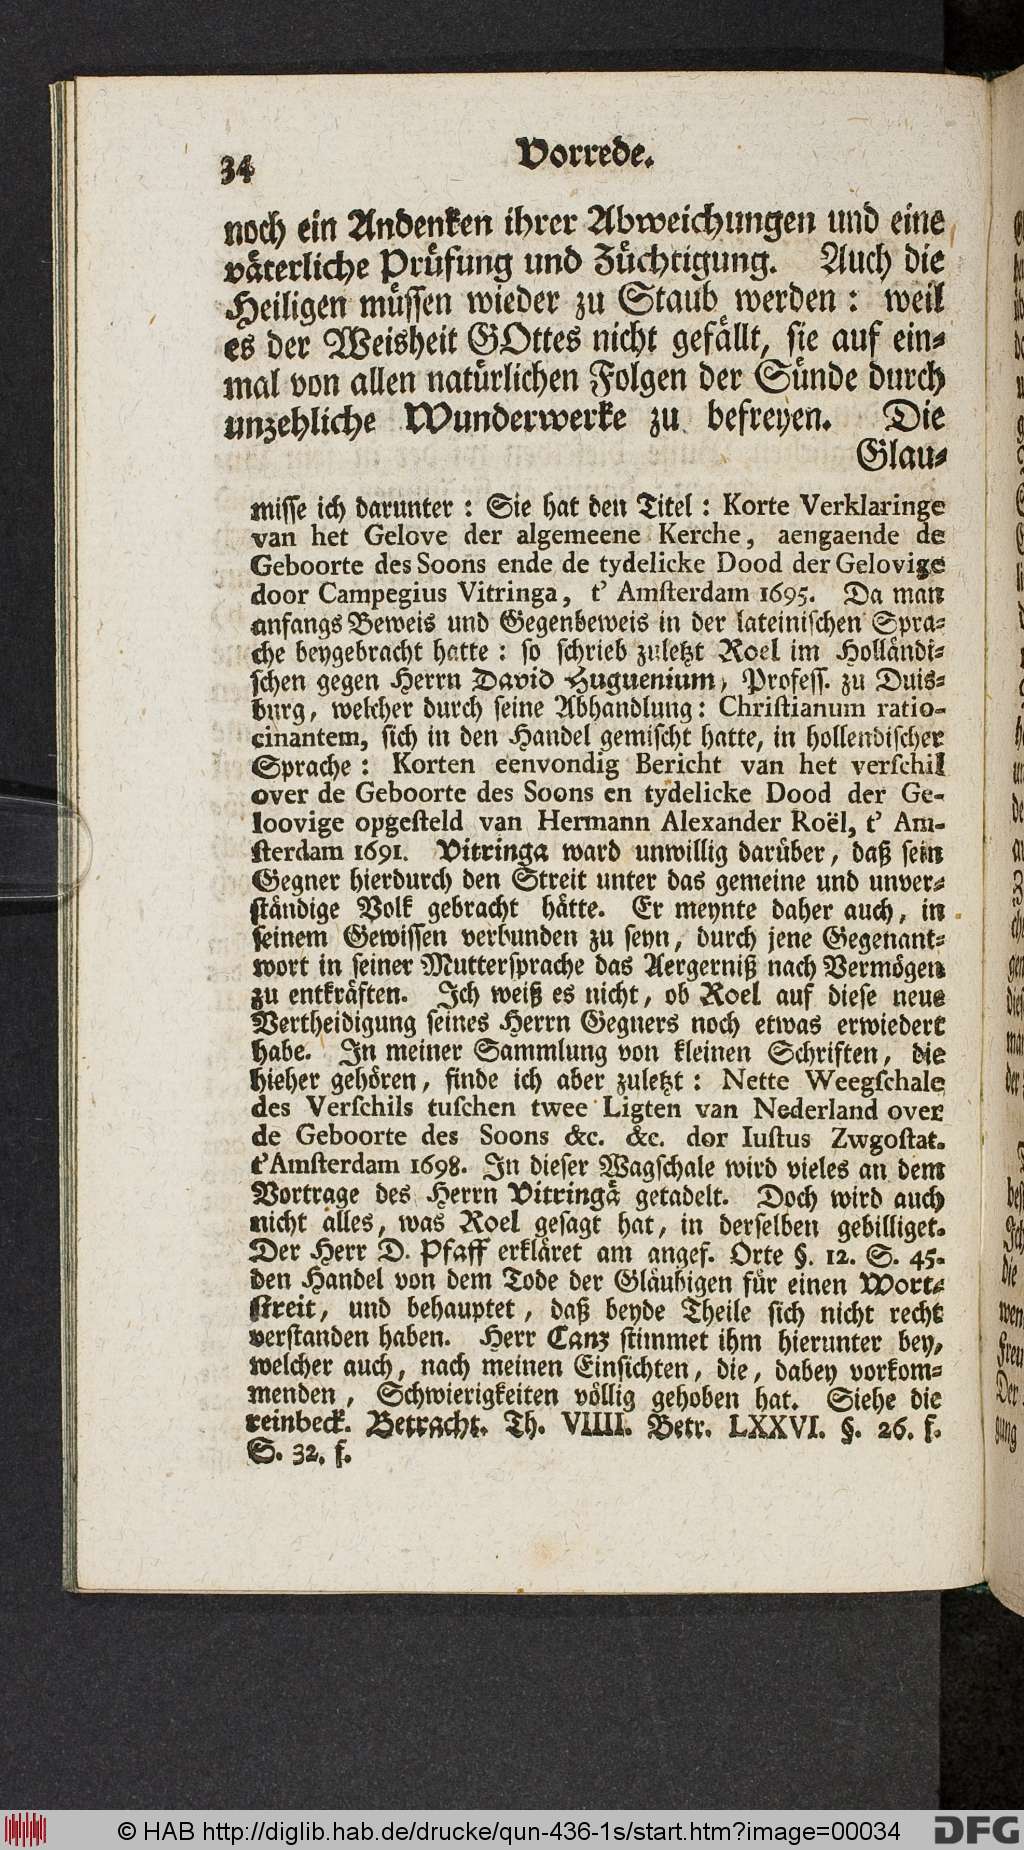 34 Vorrede.
noch ein Andenken ihrer Abweichungen und eine
väterliche Prüfung und Züchtigung. Auch die
Heiligen müssen wieder zu Staub werden: weil
es der Weisheit GOttes nicht gefällt, sie auf ein-
mal von allen natürlichen Folgen der Sünde durch
unzehliche Wunderwerke zu befreyen. Die
Glau-
misse ich darunter: Sie hat den Titel: Korte Verklaringe
van het Gelove der algemeene Kerche, aengaende de
Geboorte des Soons ende de tydelicke Dood der Gelovige
door Campegius Vitringa, t' Amsterdam 1695. Da man
anfangs Beweis und Gegenbeweis in der lateinischen Spra-
che beygebracht hatte: so schrieb zuletzt Roel im Holländi-
schen gegen Herrn David Huguenium, Profess. zu Duis-
burg, welcher durch seine Abhandlung: Christianum ratio-
cinantem, sich in den Handel gemischt hatte, in hollendischer
Sprache: Korten eenvondig Bericht van het verschil
over de Geboorte des Soons en tydelicke Dood der Ge-
loovige opgesteld van Hermann Alexander Roël, t' Am-
sterdam 1691. Vitringa ward unwillig darüber, daß sein
Gegner hierdurch den Streit unter das gemeine und unver-
ständige Volk gebracht hätte. Er meynte daher auch, in
seinem Gewissen verbunden zu seyn, durch jene Gegenant-
wort in seiner Muttersprache das Aergerniß nach Vermögen
zu entkräften. Ich weiß es nicht, ob Roel auf diese neue
Vertheidigung seines Herrn Gegners noch etwas erwiedert
habe. In meiner Sammlung von kleinen Schriften, die
hieher gehören, finde ich aber zuletzt: Nette Weegschale
des Verschils tuschen twee Ligten van Nederland over
de Geboorte des Soons &c. &c. dor Iustus Zwgostat.
t'Amsterdam 1698. In dieser Wagschale wird vieles an dem
Vortrage des Herrn Vitringä getadelt. Doch wird auch
nicht alles, was Roel gesagt hat, in derselben gebilliget.
Der Herr D. Pfaff erkläret am angef. Orte §. 12. S. 45.
den Handel von dem Tode der Gläubigen für einen Wort-
streit, und behauptet, daß beyde Theile sich nicht recht
verstanden haben. Herr Canz stimmet ihm hierunter bey,
welcher auch, nach meinen Einsichten, die, dabey vorkom-
menden, Schwierigkeiten völlig gehoben hat. Siehe die
reinbeck. Betracht. Th. VIIII. Betr. LXXVI. §. 26. f.
S. 32. f.
© HAB http://diglib.hab.de/drucke/qun-436-1s/start.htm?image=00034
DFG